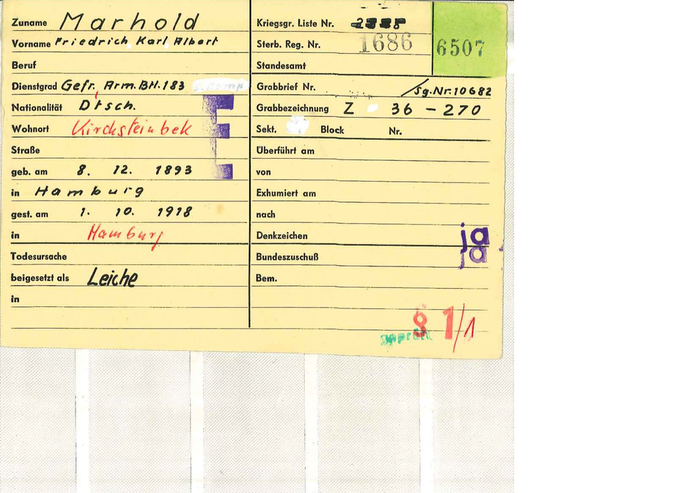 Zuname Marhold
Vorname Friedrich Karl Albert
Beruf
Dienstgrad Gefr. Arm.Btl.183
Nationalität Dtsch.
Wohnort Kirchsteinbek
Straße
geb. am 8. 12. 1893
in Hamburg
gest. am 1. 10. 1918
in Hamburg
Todesursache
beigesetzt als Leiche
in
E
Kriegsgr. Liste Nr.
Sterb. Reg. Nr. 1686
6507
Standesamt
Grabbrief Nr. /Sg.Nr.10682
Grabbezeichnung Z 36 - 270
Sekt. Block Nr.
Überführt am
von
Exhumiert am
nach
Denkzeichen ja
Bundeszuschuß ja
Bem.
§ 1/1